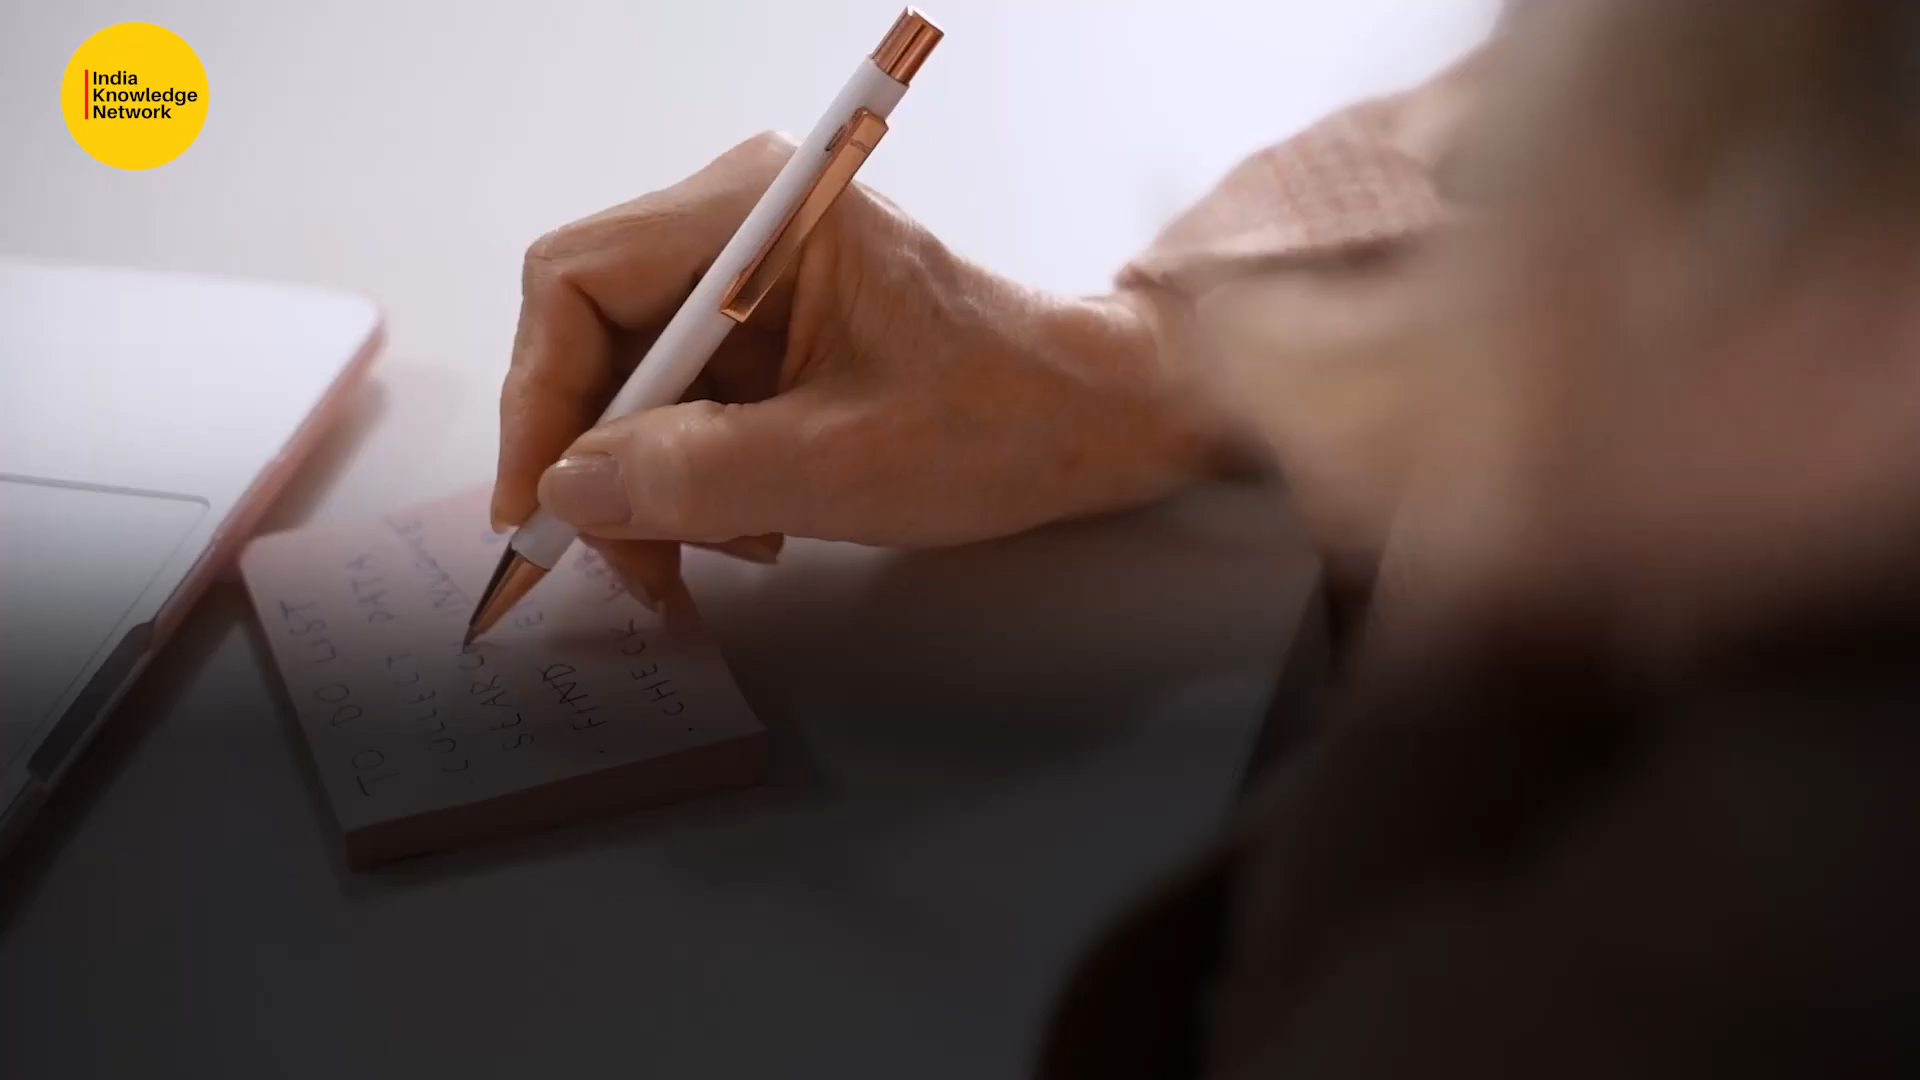 India
Knowledge
Network
TO DO LIST
COLLECT DATA
SEARCH
• FIND
• CHECK